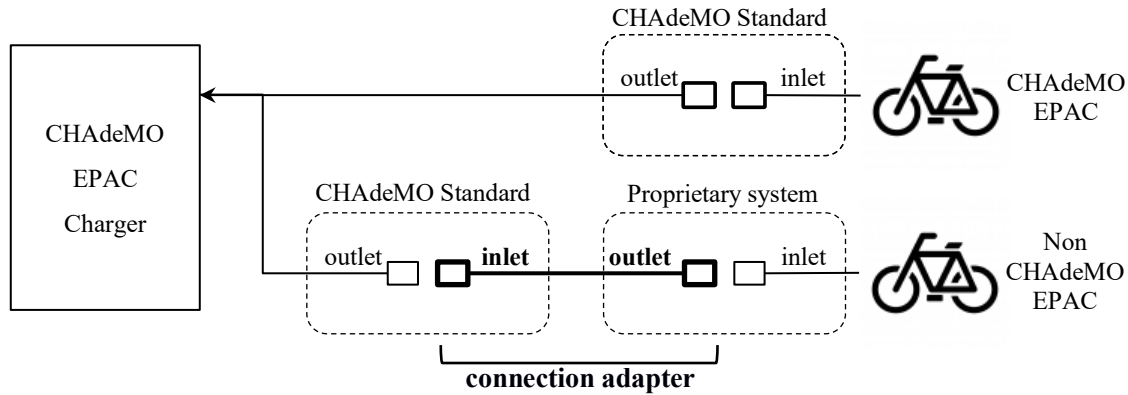 CHAdeMO Standard
outlet
inlet
CHAdeMO
EPAC
CHAdeMO
EPAC
Charger
CHAdeMO Standard
Proprietary system
outlet
inlet
outlet
inlet
Non
CHAdeMO
EPAC
connection adapter